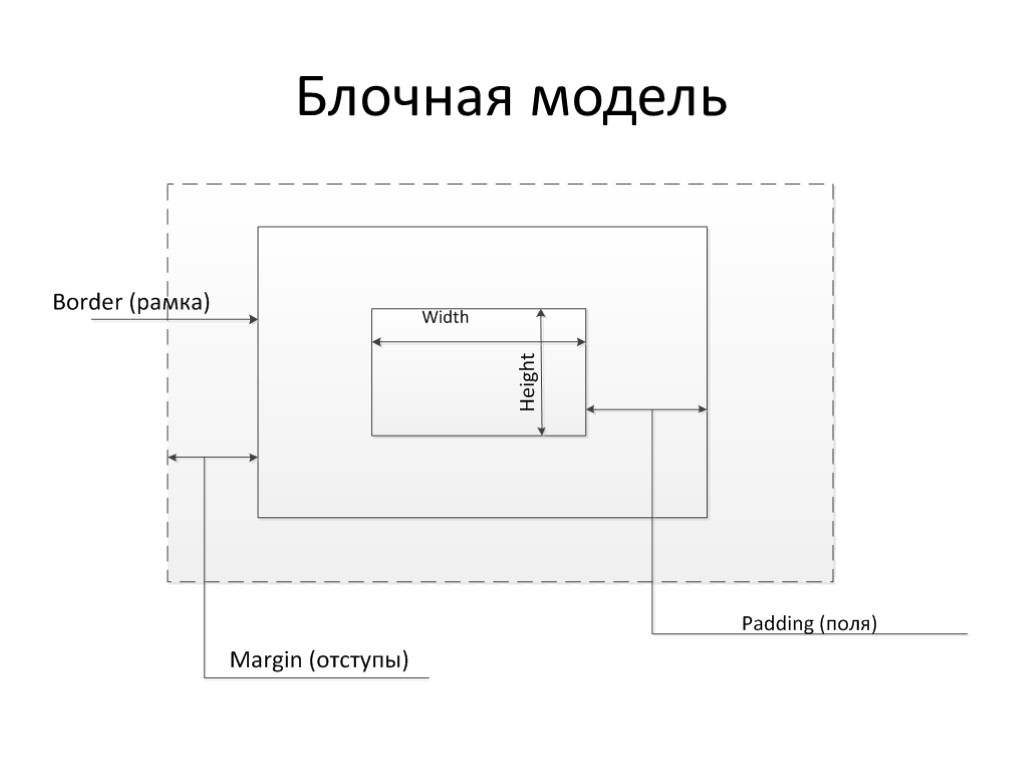 Блочная модель
Border (рамка)
Width
Height
Padding (поля)
Margin (отступы)